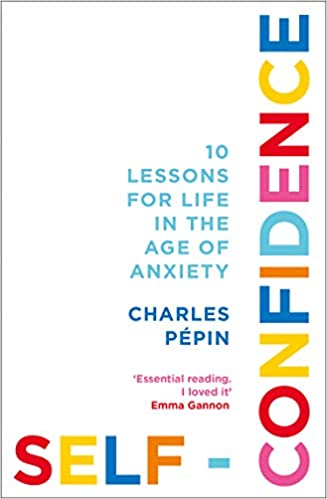 10
LESSONS
FOR LIFE
IN THE
AGE OF
ANXIETY
CHARLES
PÉPIN
‘Essential reading.
I loved it’
Emma Gannon
SELF -
CONFIDENCE